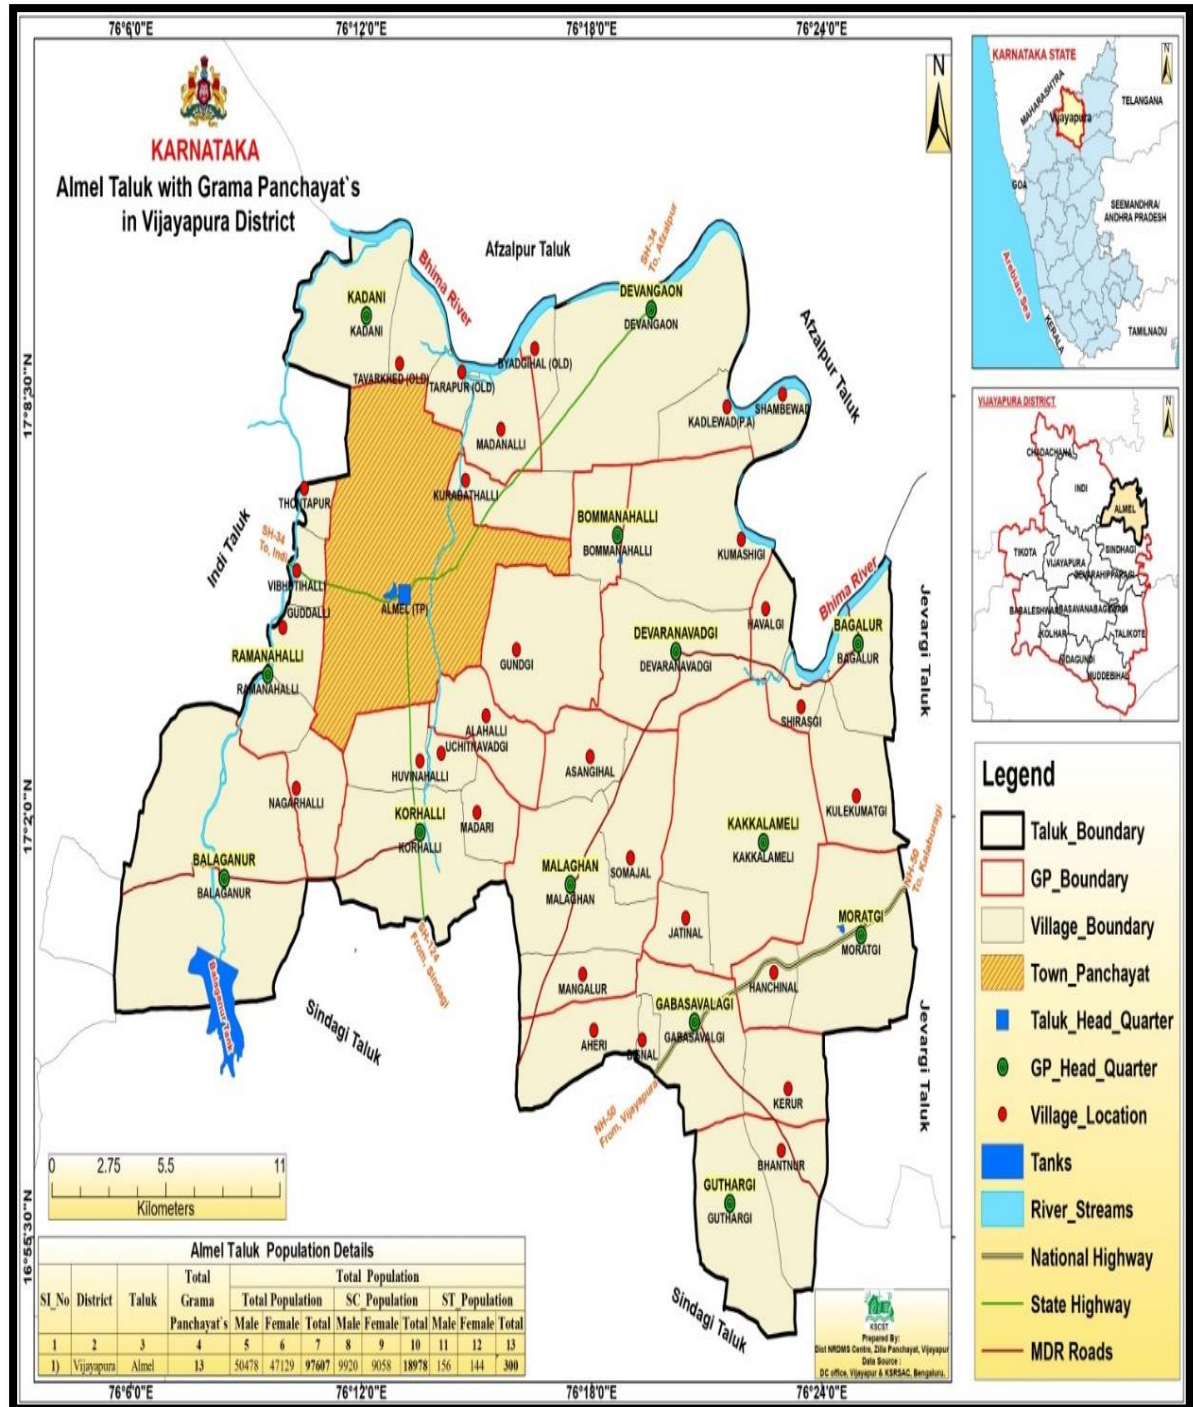 76°6'0"E 76°12'0"E 76°18'0"E 76°24'0"E
N
KARNATAKA
Almel Taluk with Grama Panchayat`s
in Vijayapura District
17°8'30"N
17°2'0"N
16°55'30"N
Afzalpur Taluk
SH-34
To, Afzalpur
Bhima River
Afzalpur Taluk
KADANI
KADANI
DEVANGAON
DEVANGAON
TAVARKHED (OLD)
TARAPUR (OLD)
BYADGIHAL (OLD)
KADLEWAD(P.A)
SHAMBEWAD
MADANALLI
THONTAPUR
KURABATHALLI
BOMMANAHALLI
BOMMANAHALLI
KUMASHIGI
Indi Taluk
SH-34
To, Indi
VIBHUTIHALLI
GUDDALLI
ALMEL (TP)
RAMANAHALLI
RAMANAHALLI
GUNDGI
DEVARANAVADGI
DEVARANAVADGI
HAVALGI
Bhima River
BAGALUR
BAGALUR
Jevargi Taluk
SHIRASGI
ALAHALLI
UCHITNAVADGI
HUVINAHALLI
ASANGIHAL
NAGARHALLI
MADARI
KORHALLI
KORHALLI
KULEKUMATGI
KAKKALAMELI
KAKKALAMELI
BALAGANUR
BALAGANUR
MALAGHAN
MALAGHAN
SOMAJAL
NH-50
To, Kalaburagi
MORATGI
MORATGI
JATINAL
SH-124
From, Sindagi
Balaganur Tank
Sindagi Taluk
MANGALUR
HANCHINAL
GABASAVALAGI
GABASAVALGI
AHERI
Jevargi Taluk
NH-50
From, Vijayapura
KERUR
BHANTNUR
GUTHARGI
GUTHARGI
Sindagi Taluk
0 2.75 5.5 11
Kilometers
Almel Taluk Population Details
SI_No District Taluk Total Grama Panchayat's Total Population
Total Population SC_Population ST_Population
Male Female Total Male Female Total Male Female Total
1 2 3 4 5 6 7 8 9 10 11 12 13
1) Vijayapura Almel 13 50478 47129 97607 9920 9058 18978 156 144 300
KSCST
Prepared By:
Dist NRDMS Centre, Zilla Panchayat, Vijayapur
Data Source :
DC office, Vijayapur & KSRSAC, Bengaluru.
76°6'0"E 76°12'0"E 76°18'0"E 76°24'0"E
KARNATAKA STATE
N
MAHARASHTRA
TELANGANA
Vijayapura
GOA
SEEMANDHRA/
ANDHRA PRADESH
Arebian Sea
KERALA
TAMILNADU
VIJAYAPURA DISTRICT
N
CHADACHANAL
INDI
ALMEL
TIKOTA
SINDHAGI
VIJAYAPURA
TALIKOTE
KOLHAR
Legend
Taluk_Boundary
GP_Boundary
Village_Boundary
Town_Panchayat
Taluk_Head_Quarter
GP_Head_Quarter
Village_Location
Tanks
River_Streams
National Highway
State Highway
MDR Roads